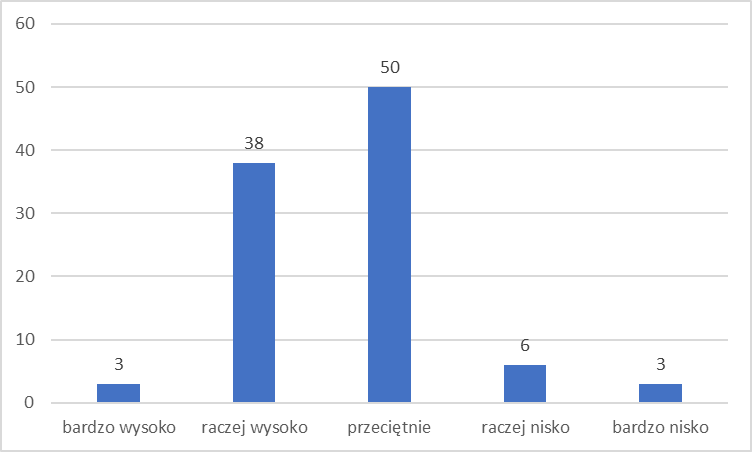 60
50
40
30
20
10
0
3
38
50
6
3
bardzo wysoko
raczej wysoko
przeciętnie
raczej nisko
bardzo nisko